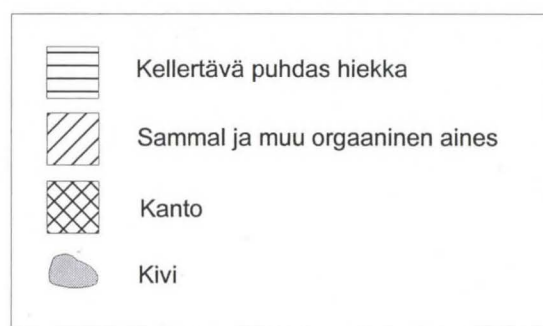 Kellertävä puhdas hiekka
Sammal ja muu orgaaninen aines
Kanto
Kivi